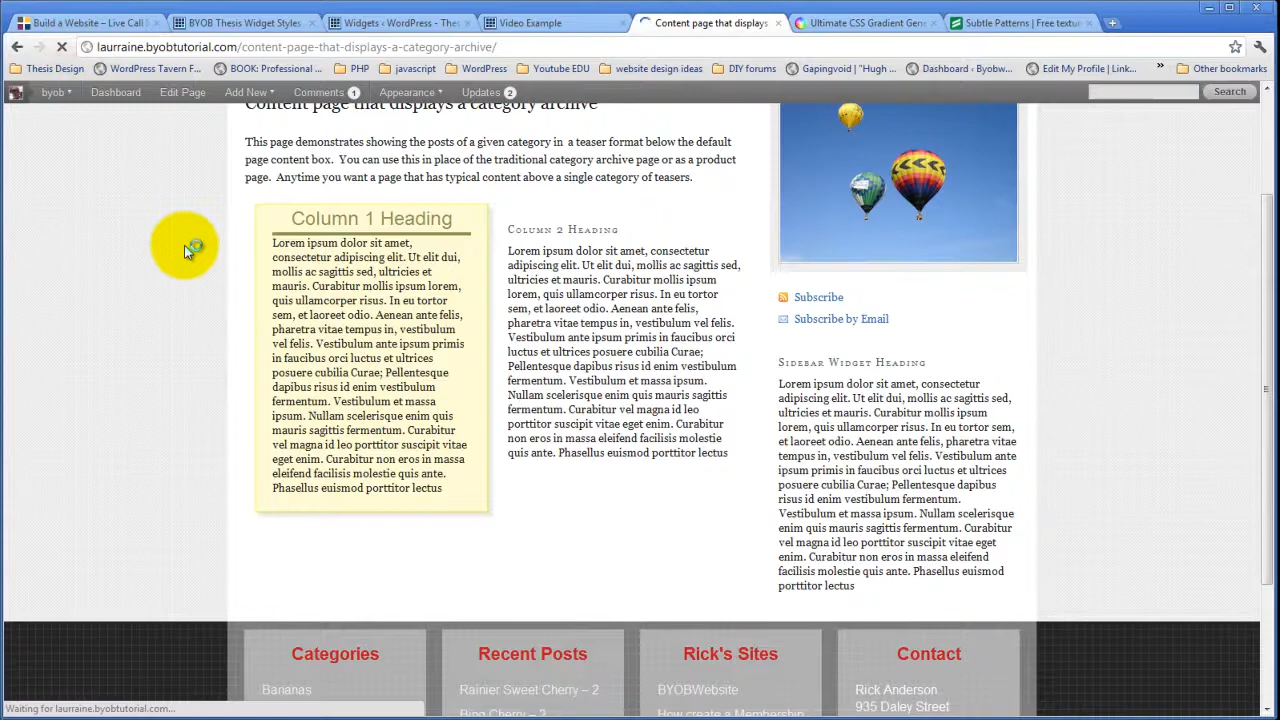 Build a Website – Live Call
BYOB Thesis Widget Styles
Widgets ‹ WordPress - Thes
Video Example
Content page that displays
Ultimate CSS Gradient Gen
Subtle Patterns | Free textu
laurraine.byobtutorial.com/content-page-that-displays-a-category-archive/
Thesis Design
WordPress Tavern F...
BOOK: Professional ...
PHP
javascript
WordPress
Youtube EDU
website design ideas
DIY forums
Gapingvoid | "Hugh ...
Dashboard ‹ Byobw...
Edit My Profile | Link...
»
Other bookmarks
byob
Dashboard
Edit Page
Add New
Comments 1
Appearance
Updates 2
Search
Content page that displays a category archive
This page demonstrates showing the posts of a given category in a teaser format below the default
page content box. You can use this in place of the traditional category archive page or as a product
page. Anytime you want a page that has typical content above a single category of teasers.
Column 1 Heading
Lorem ipsum dolor sit amet,
consectetur adipiscing elit. Ut elit dui,
mollis ac sagittis sed, ultricies et
mauris. Curabitur mollis ipsum lorem,
quis ullamcorper risus. In eu tortor
sem, et laoreet odio. Aenean ante felis,
pharetra vitae tempus in, vestibulum
vel felis. Vestibulum ante ipsum primis
in faucibus orci luctus et ultrices
posuere cubilia Curae; Pellentesque
dapibus risus id enim vestibulum
fermentum. Vestibulum et massa
ipsum. Nullam scelerisque enim quis
mauris sagittis fermentum. Curabitur
vel magna id leo porttitor suscipit vitae
eget enim. Curabitur non eros in massa
eleifend facilisis molestie quis ante.
Phasellus euismod porttitor lectus
Column 2 Heading
Lorem ipsum dolor sit amet, consectetur
adipiscing elit. Ut elit dui, mollis ac sagittis sed,
ultricies et mauris. Curabitur mollis ipsum
lorem, quis ullamcorper risus. In eu tortor
sem, et laoreet odio. Aenean ante felis,
pharetra vitae tempus in, vestibulum vel felis.
Vestibulum ante ipsum primis in faucibus orci
luctus et ultrices posuere cubilia Curae;
Pellentesque dapibus risus id enim vestibulum
fermentum. Vestibulum et massa ipsum.
Nullam scelerisque enim quis mauris sagittis
fermentum. Curabitur vel magna id leo
porttitor suscipit vitae eget enim. Curabitur
non eros in massa eleifend facilisis molestie
quis ante. Phasellus euismod porttitor lectus
Subscribe
Subscribe by Email
Sidebar Widget Heading
Lorem ipsum dolor sit amet, consectetur
adipiscing elit. Ut elit dui, mollis ac sagittis sed,
ultricies et mauris. Curabitur mollis ipsum
lorem, quis ullamcorper risus. In eu tortor sem,
et laoreet odio. Aenean ante felis, pharetra vitae
tempus in, vestibulum vel felis. Vestibulum ante
ipsum primis in faucibus orci luctus et ultrices
posuere cubilia Curae; Pellentesque dapibus
risus id enim vestibulum fermentum.
Vestibulum et massa ipsum. Nullam scelerisque
enim quis mauris sagittis fermentum. Curabitur
vel magna id leo porttitor suscipit vitae eget
enim. Curabitur non eros in massa eleifend
facilisis molestie quis ante. Phasellus euismod
porttitor lectus
Categories
Bananas
Recent Posts
Rainier Sweet Cherry – 2
Bing Cherry – 2
Rick's Sites
BYOBWebsite
How create a Membership
Contact
Rick Anderson
935 Daley Street
Waiting for laurraine.byobtutorial.com...